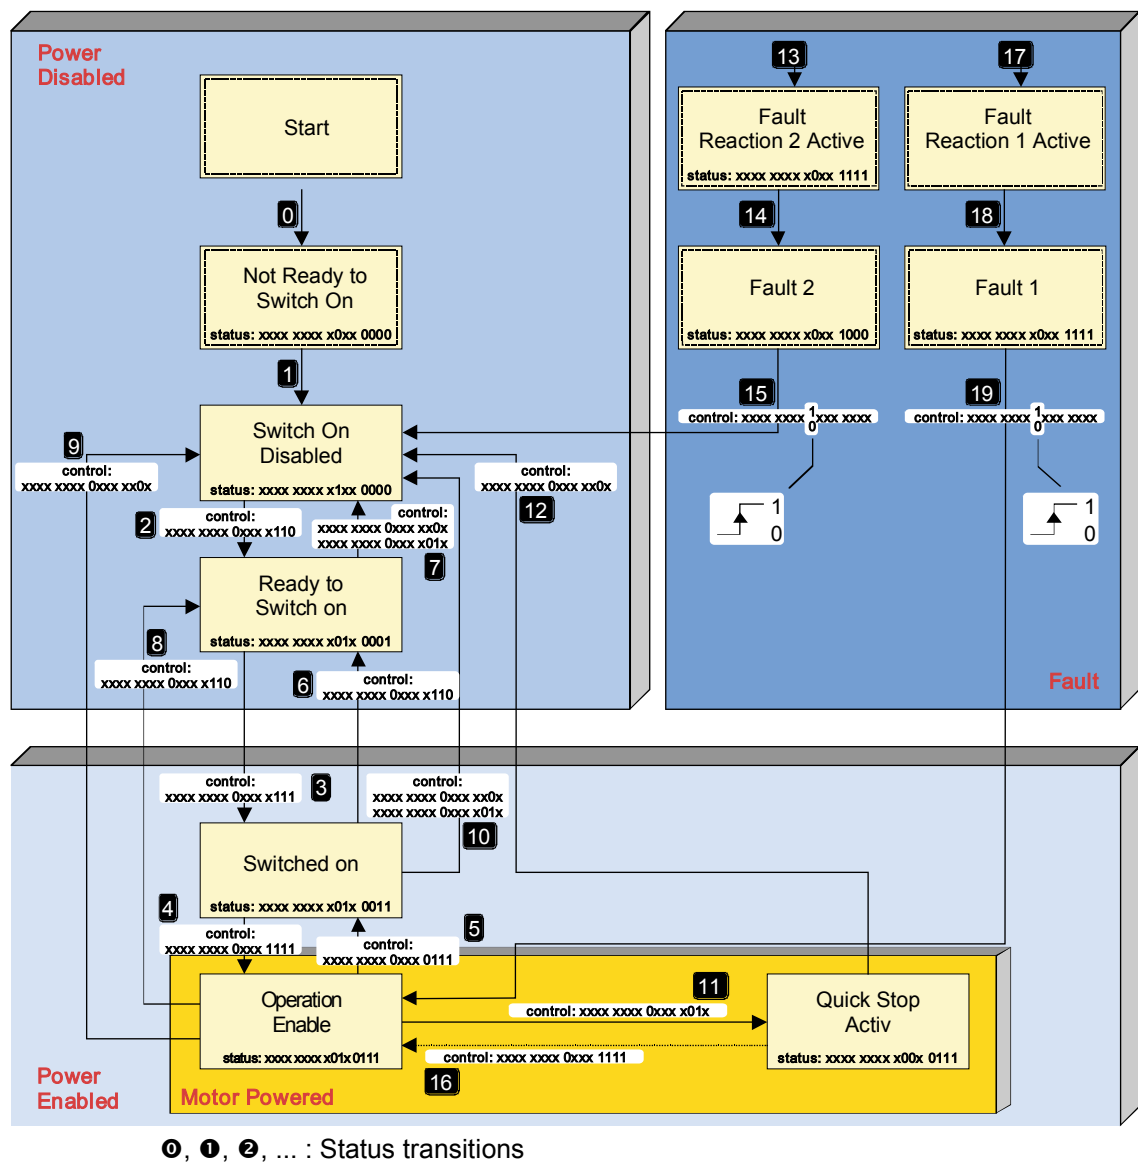 Power
Disabled
Start
0
Not Ready to
Switch On
status: xxxx xxxx x0xx 0000
1
Switch On
Disabled
status: xxxx xxxx x1xx 0000
9
control:
xxxx xxxx 0xxx xx0x
2
control:
xxxx xxxx 0xxx x110
control:
xxxx xxxx 0xxx xx0x
xxxx xxxx 0xxx x01x
7
control:
xxxx xxxx 0xxx xx0x
12
Ready to
Switch on
status: xxxx xxxx x01x 0001
8
control:
xxxx xxxx 0xxx x110
6
control:
xxxx xxxx 0xxx x110
13
Fault
Reaction 2 Active
status: xxxx xxxx x0xx 1111
14
Fault 2
status: xxxx xxxx x0xx 1000
15
control: xxxx xxxx 1 xxx xxxx
0
1
0
17
Fault
Reaction 1 Active
18
Fault 1
status: xxxx xxxx x0xx 1111
19
control: xxxx xxxx 1 xxx xxxx
0
1
0
Fault
control:
xxxx xxxx 0xxx x111
3
control:
xxxx xxxx 0xxx xx0x
xxxx xxxx 0xxx x01x
10
Switched on
status: xxxx xxxx x01x 0011
4
control:
xxxx xxxx 0xxx 1111
control:
xxxx xxxx 0xxx 0111
5
Operation
Enable
status: xxxx xxxx x01x 0111
11
control: xxxx xxxx 0xxx x01x
control: xxxx xxxx 0xxx 1111
16
Quick Stop
Activ
status: xxxx xxxx x00x 0111
Power
Enabled
Motor Powered
⓿, ❶, ❷, ... : Status transitions